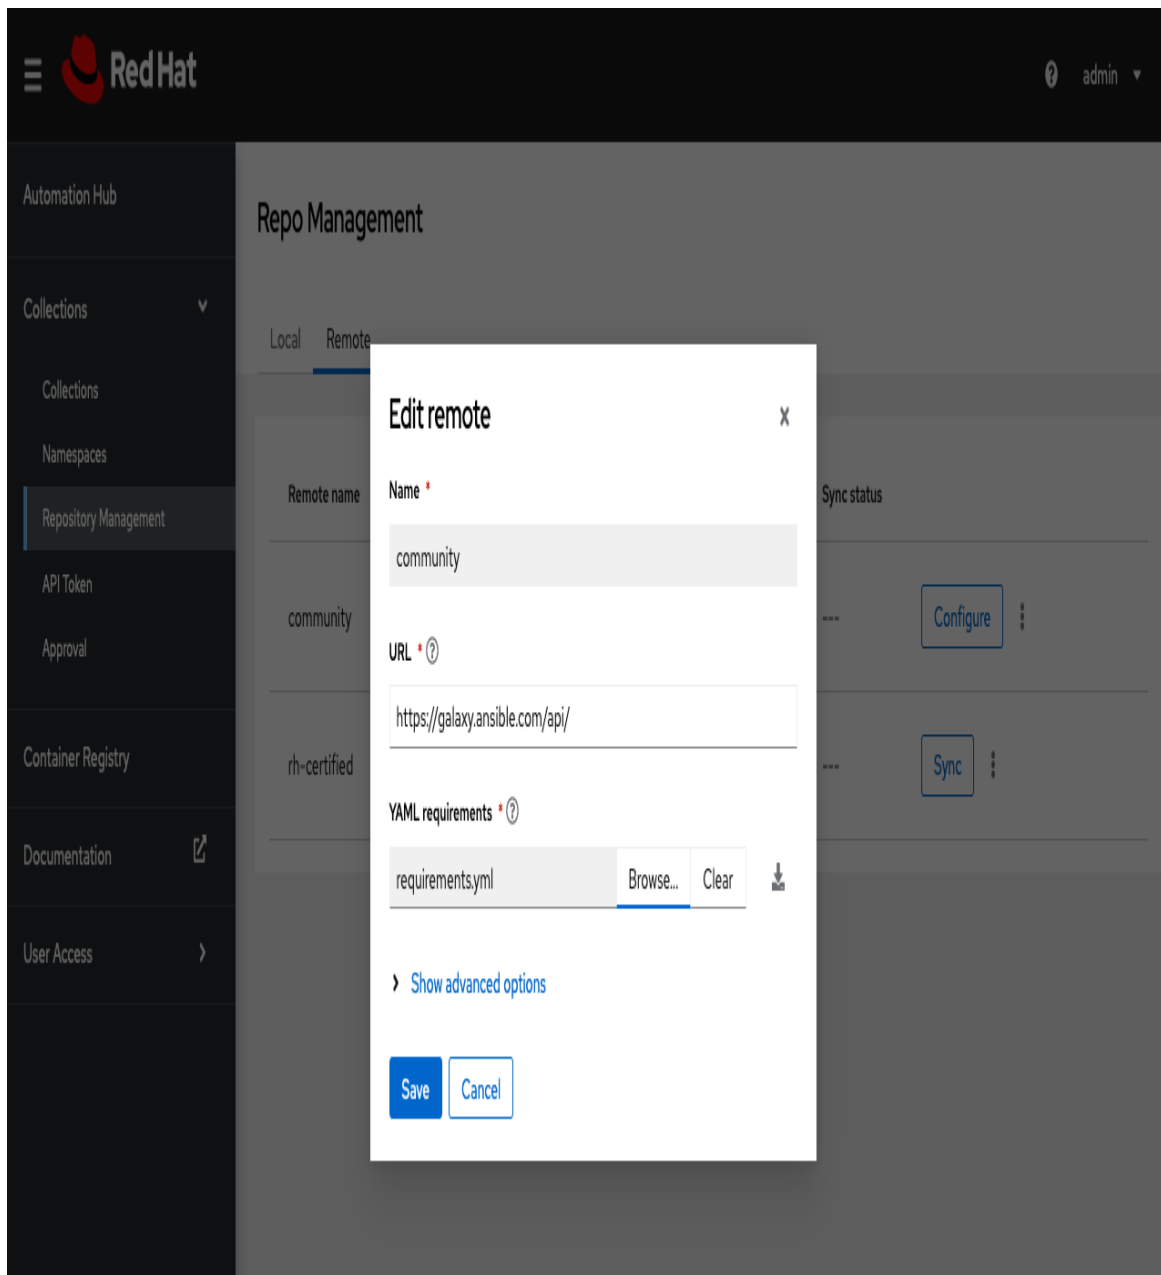 Red Hat
admin
Automation Hub
Collections
Collections
Namespaces
Repository Management
API Token
Approval
Container Registry
Documentation
User Access
Repo Management
Local Remote
Remote name Sync status
community --- Configure
rh-certified --- Sync
Edit remote
Name *
community
URL *
https://galaxy.ansible.com/api/
YAML requirements *
requirements.yml Browse... Clear
Show advanced options
Save Cancel